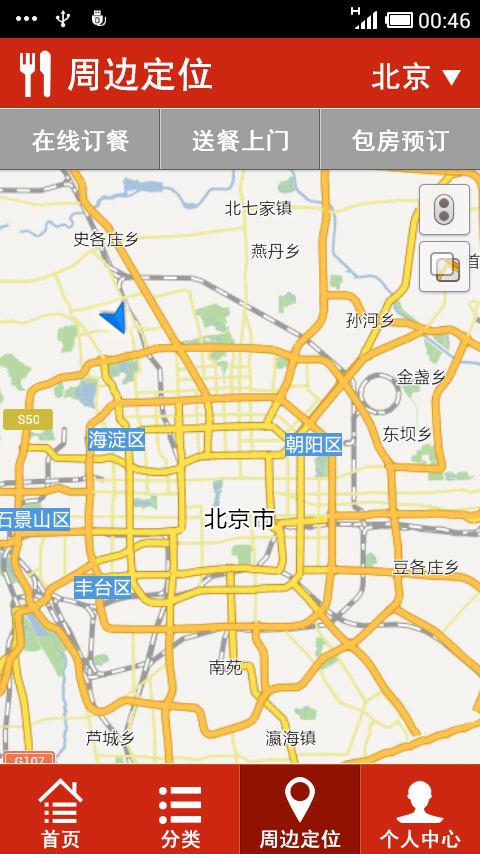 00:46
周边定位
北京
在线订餐
送餐上门
包房预订
北七家镇
史各庄乡
燕丹乡
首
孙河乡
金盏乡
S50
海淀区
朝阳区
东坝乡
石景山区
北京市
豆各庄乡
丰台区
南苑
芦城乡
瀛海镇
G107
首页
分类
周边定位
个人中心